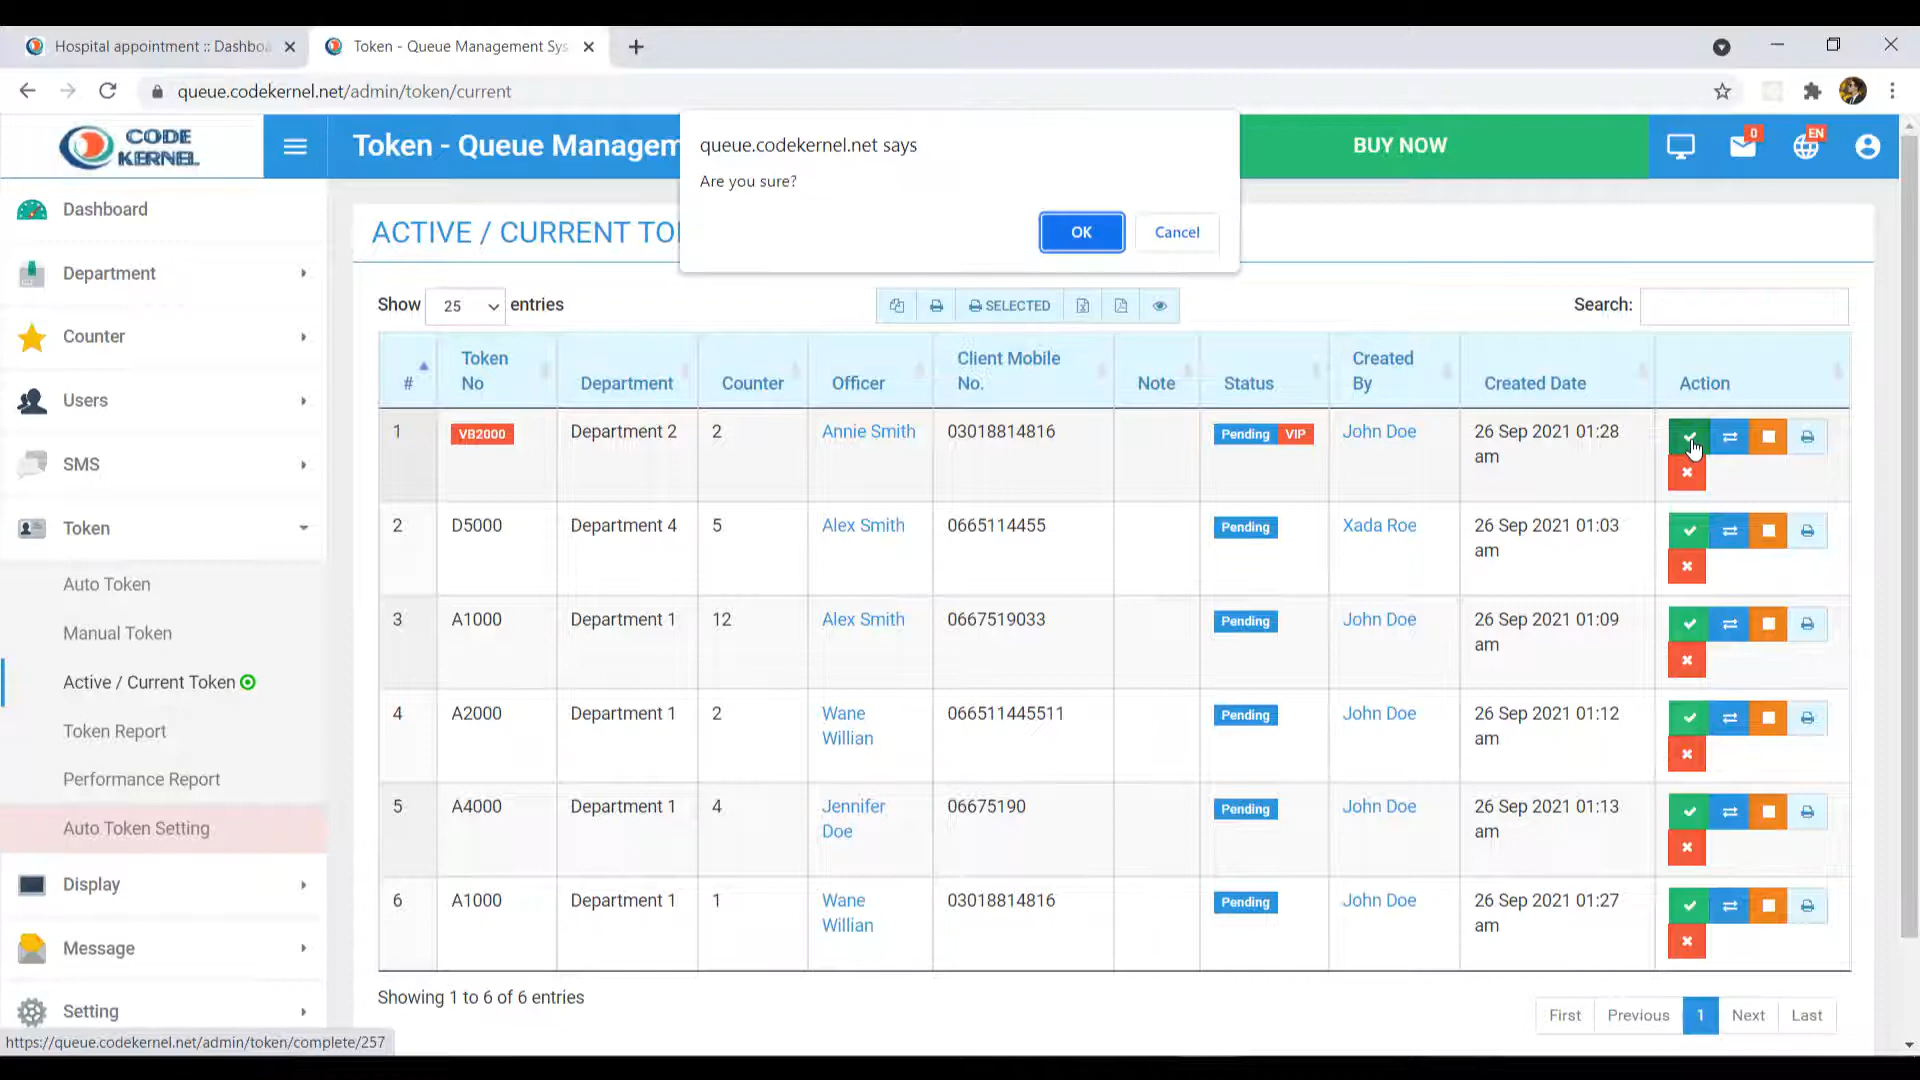 Hospital appointment :: Dashboa
Token - Queue Management Sys
queue.codekernel.net/admin/token/current
CODE
KERNEL
Token - Queue Managem
BUY NOW
0
EN
queue.codekernel.net says
Are you sure?
OK
Cancel
Dashboard
Department
Counter
Users
SMS
Token
Auto Token
Manual Token
Active / Current Token
Token Report
Performance Report
Auto Token Setting
Display
Message
Setting
ACTIVE / CURRENT TO
Show 25 entries
SELECTED
Search:
# Token No Department Counter Officer Client Mobile No. Note Status Created By Created Date Action
1 VB2000 Department 2 2 Annie Smith 03018814816 Pending VIP John Doe 26 Sep 2021 01:28 am
2 D5000 Department 4 5 Alex Smith 0665114455 Pending Xada Roe 26 Sep 2021 01:03 am
3 A1000 Department 1 12 Alex Smith 0667519033 Pending John Doe 26 Sep 2021 01:09 am
4 A2000 Department 1 2 Wane Willian 066511445511 Pending John Doe 26 Sep 2021 01:12 am
5 A4000 Department 1 4 Jennifer Doe 06675190 Pending John Doe 26 Sep 2021 01:13 am
6 A1000 Department 1 1 Wane Willian 03018814816 Pending John Doe 26 Sep 2021 01:27 am
Showing 1 to 6 of 6 entries
First Previous 1 Next Last
https://queue.codekernel.net/admin/token/complete/257